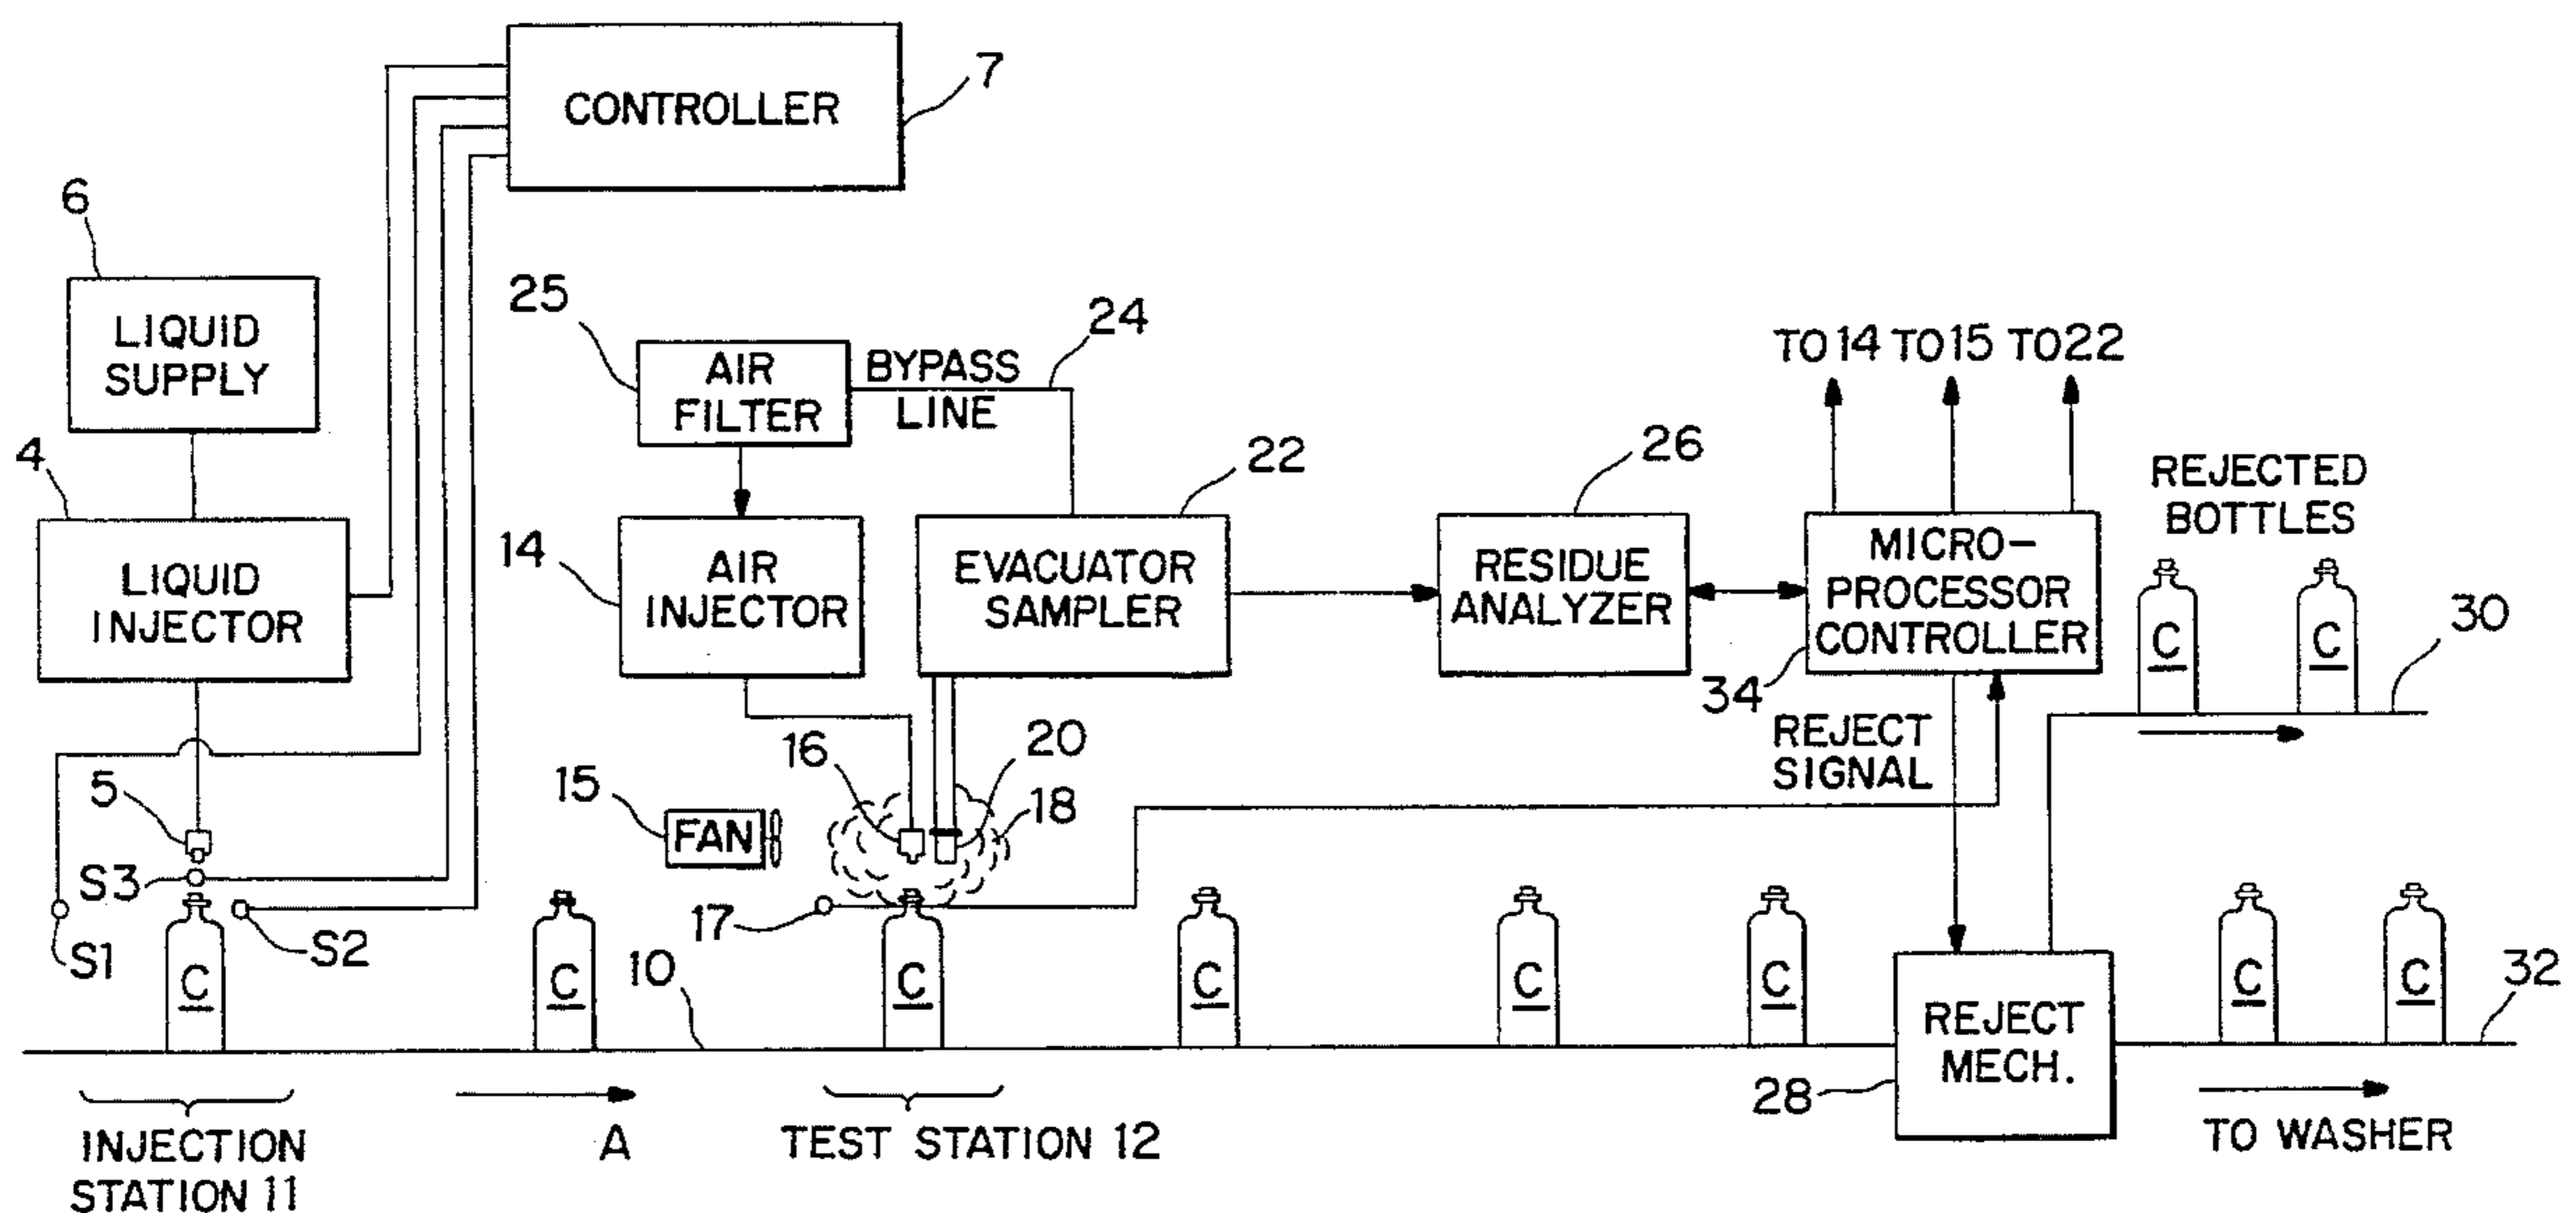 CONTROLLER
7
6
LIQUID
SUPPLY
4
LIQUID
INJECTOR
5
S3
S1
S2
C
25
AIR
FILTER
BYPASS
LINE
24
14
AIR
INJECTOR
22
EVACUATOR
SAMPLER
26
RESIDUE
ANALYZER
TO 14 TO 15 TO 22
MICRO-
PROCESSOR
CONTROLLER
34
REJECT
SIGNAL
REJECTED
BOTTLES
C C
30
15
FAN
16
20
18
17
10
C C C C C
REJECT
MECH.
28
C C
32
TO WASHER
INJECTION
STATION 11
A
TEST STATION 12